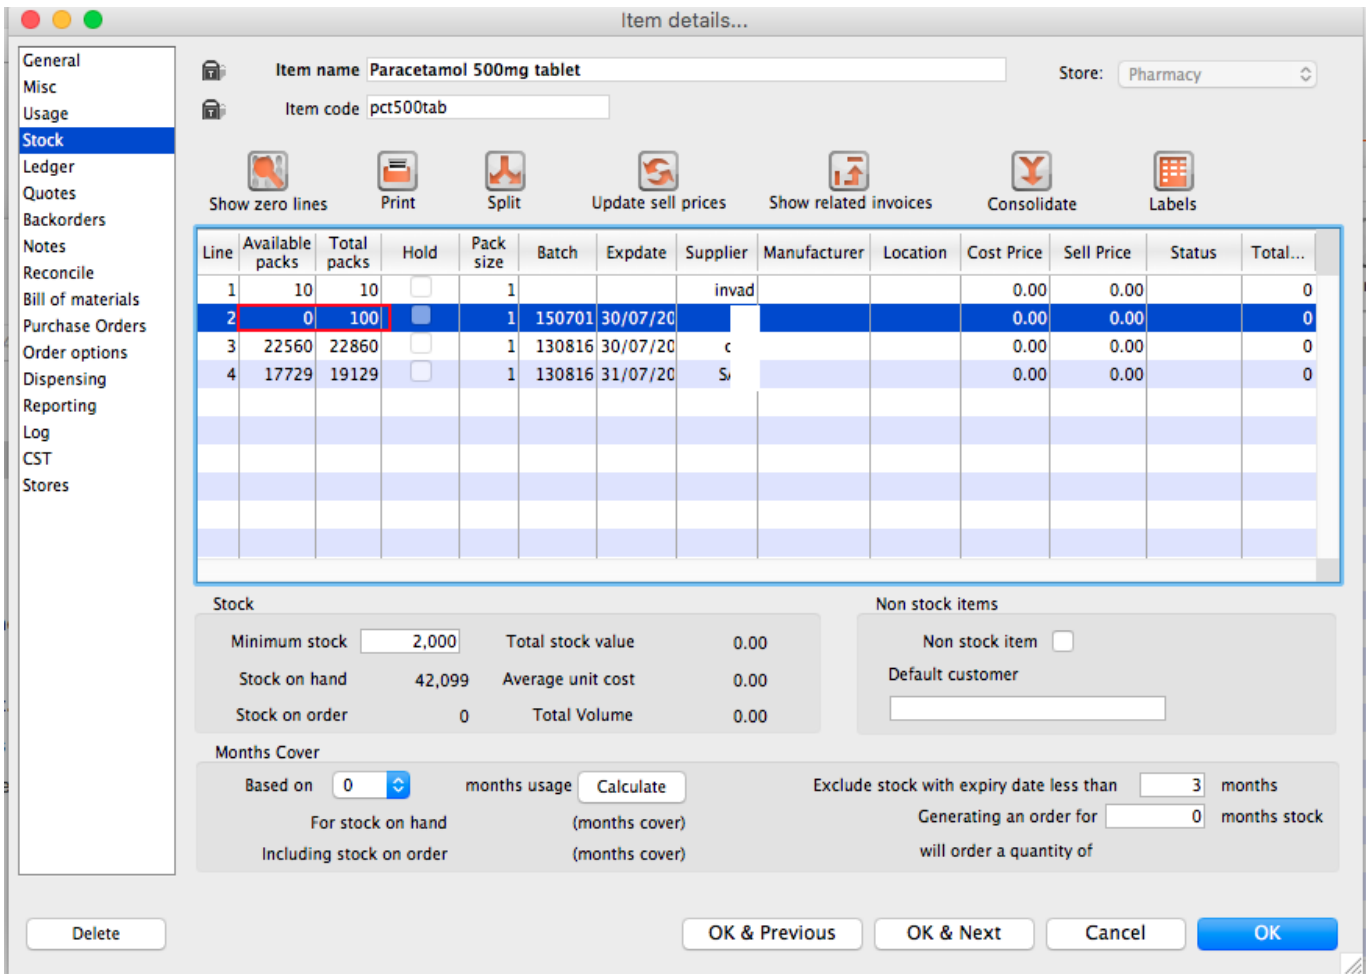 Item details...
General
Misc
Usage
Stock
Ledger
Quotes
Backorders
Notes
Reconcile
Bill of materials
Purchase Orders
Order options
Dispensing
Reporting
Log
CST
Stores
Item name Paracetamol 500mg tablet
Store: Pharmacy
Item code pct500tab
Show zero lines Print Split Update sell prices Show related invoices Consolidate Labels
Line Available packs Total packs Hold Pack size Batch Expdate Supplier Manufacturer Location Cost Price Sell Price Status Total...
1 10 10 1 invad 0.00 0.00 0
2 0 100 1 150701 30/07/20 0.00 0.00 0
3 22560 22860 1 130816 30/07/20 0.00 0.00 0
4 17729 19129 1 130816 31/07/20 0.00 0.00 0
Stock
Minimum stock 2,000 Total stock value 0.00
Stock on hand 42,099 Average unit cost 0.00
Stock on order 0 Total Volume 0.00
Non stock items
Non stock item
Default customer
Months Cover
Based on 0 months usage Calculate
For stock on hand (months cover)
Including stock on order (months cover)
Exclude stock with expiry date less than 3 months
Generating an order for 0 months stock
will order a quantity of
Delete OK & Previous OK & Next Cancel OK